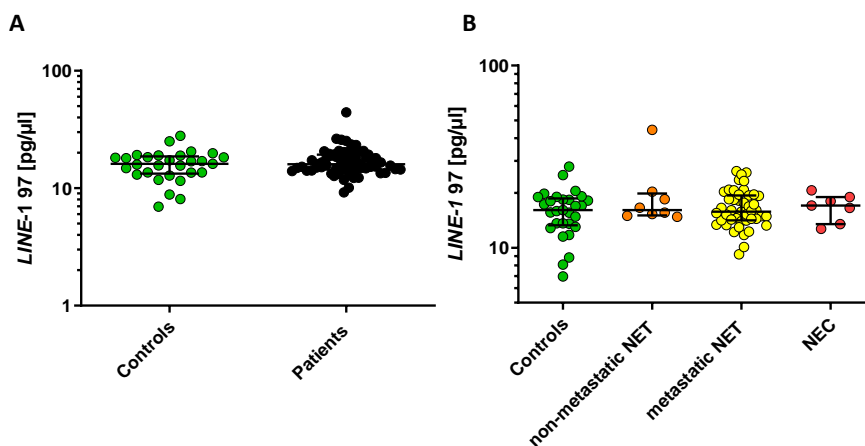 A
LINE-1 97 [pg/µl]
100
10
1
Controls
Patients
B
LINE-1 97 [pg/µl]
100
10
Controls
non-metastatic NET
metastatic NET
NEC